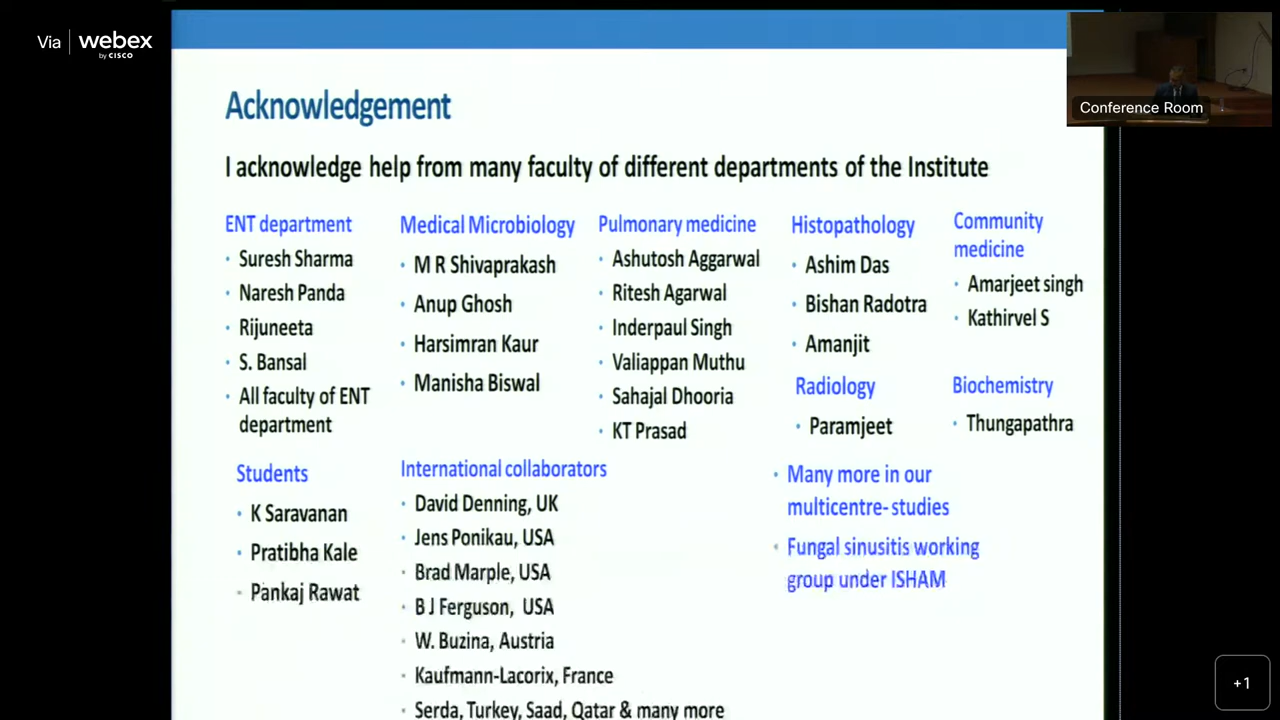 Via webex
by CISCO
Conference Room
Acknowledgement
I acknowledge help from many faculty of different departments of the Institute
ENT department
Suresh Sharma
Naresh Panda
Rijuneeta
S. Bansal
All faculty of ENT
department
Medical Microbiology
M R Shivaprakash
Anup Ghosh
Harsimran Kaur
Manisha Biswal
Pulmonary medicine
Ashutosh Aggarwal
Ritesh Agarwal
Inderpaul Singh
Valiappan Muthu
Sahajal Dhooria
KT Prasad
Histopathology
Ashim Das
Bishan Radotra
Amanjit
Community
medicine
Amarjeet singh
Kathirvel S
Radiology
Paramjeet
Biochemistry
Thungapathra
Students
K Saravanan
Pratibha Kale
Pankaj Rawat
International collaborators
David Denning, UK
Jens Ponikau, USA
Brad Marple, USA
B J Ferguson, USA
W. Buzina, Austria
Kaufmann-Lacorix, France
Serda, Turkey, Saad, Qatar & many more
Many more in our
multicentre- studies
Fungal sinusitis working
group under ISHAM
+1